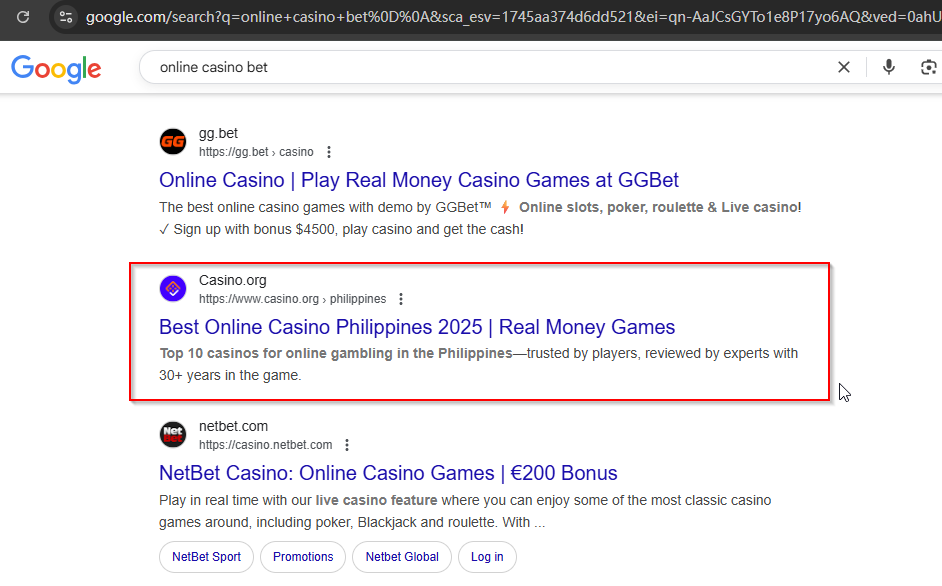 google.com/search?q=online+casino+bet%0D%0A&sca_esv=1745aa374d6dd521&ei=qn-AaJCsGYTo1e8P17yo6AQ&ved=0ahU
Google
online casino bet
GG
gg.bet
https://gg.bet › casino
Online Casino | Play Real Money Casino Games at GGBet
The best online casino games with demo by GGBet™ ⚡ Online slots, poker, roulette & Live casino!
✓ Sign up with bonus $4500, play casino and get the cash!
Casino.org
https://www.casino.org › philippines
Best Online Casino Philippines 2025 | Real Money Games
Top 10 casinos for online gambling in the Philippines—trusted by players, reviewed by experts with
30+ years in the game.
Net
Bet
netbet.com
https://casino.netbet.com
NetBet Casino: Online Casino Games | €200 Bonus
Play in real time with our live casino feature where you can enjoy some of the most classic casino
games around, including poker, Blackjack and roulette. With ...
NetBet Sport
Promotions
Netbet Global
Log in